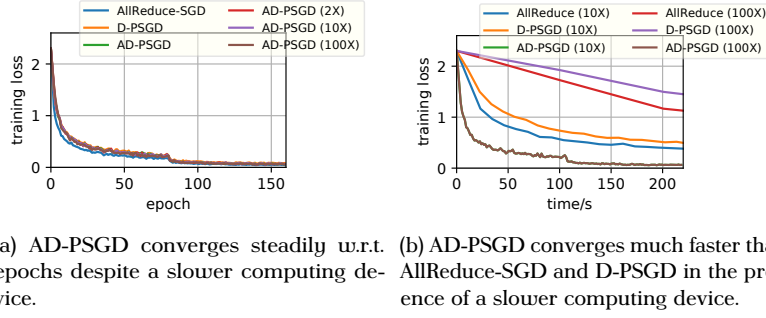 AllReduce-SGD
D-PSGD
AD-PSGD
AD-PSGD (2X)
AD-PSGD (10X)
AD-PSGD (100X)
training loss
2
1
0
0
50
100
150
epoch
AllReduce (10X)
D-PSGD (10X)
AD-PSGD (10X)
AllReduce (100X)
D-PSGD (100X)
AD-PSGD (100X)
training loss
2
1
0
0
50
100
150
200
time/s
a) AD-PSGD converges steadily w.r.t.
epochs despite a slower computing de-
vice.
(b) AD-PSGD converges much faster tha
AllReduce-SGD and D-PSGD in the pre
ence of a slower computing device.